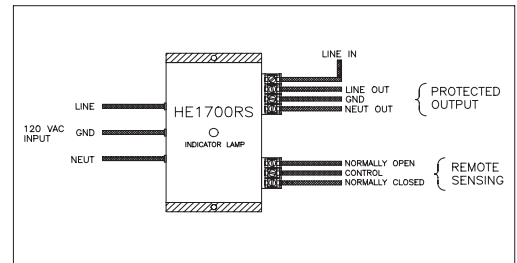 LINE IN
LINE OUT
GND
NEUT OUT
PROTECTED
OUTPUT
HE1700RS
INDICATOR LAMP
LINE
120 VAC
INPUT
GND
NEUT
NORMALLY OPEN
CONTROL
NORMALLY CLOSED
REMOTE
SENSING